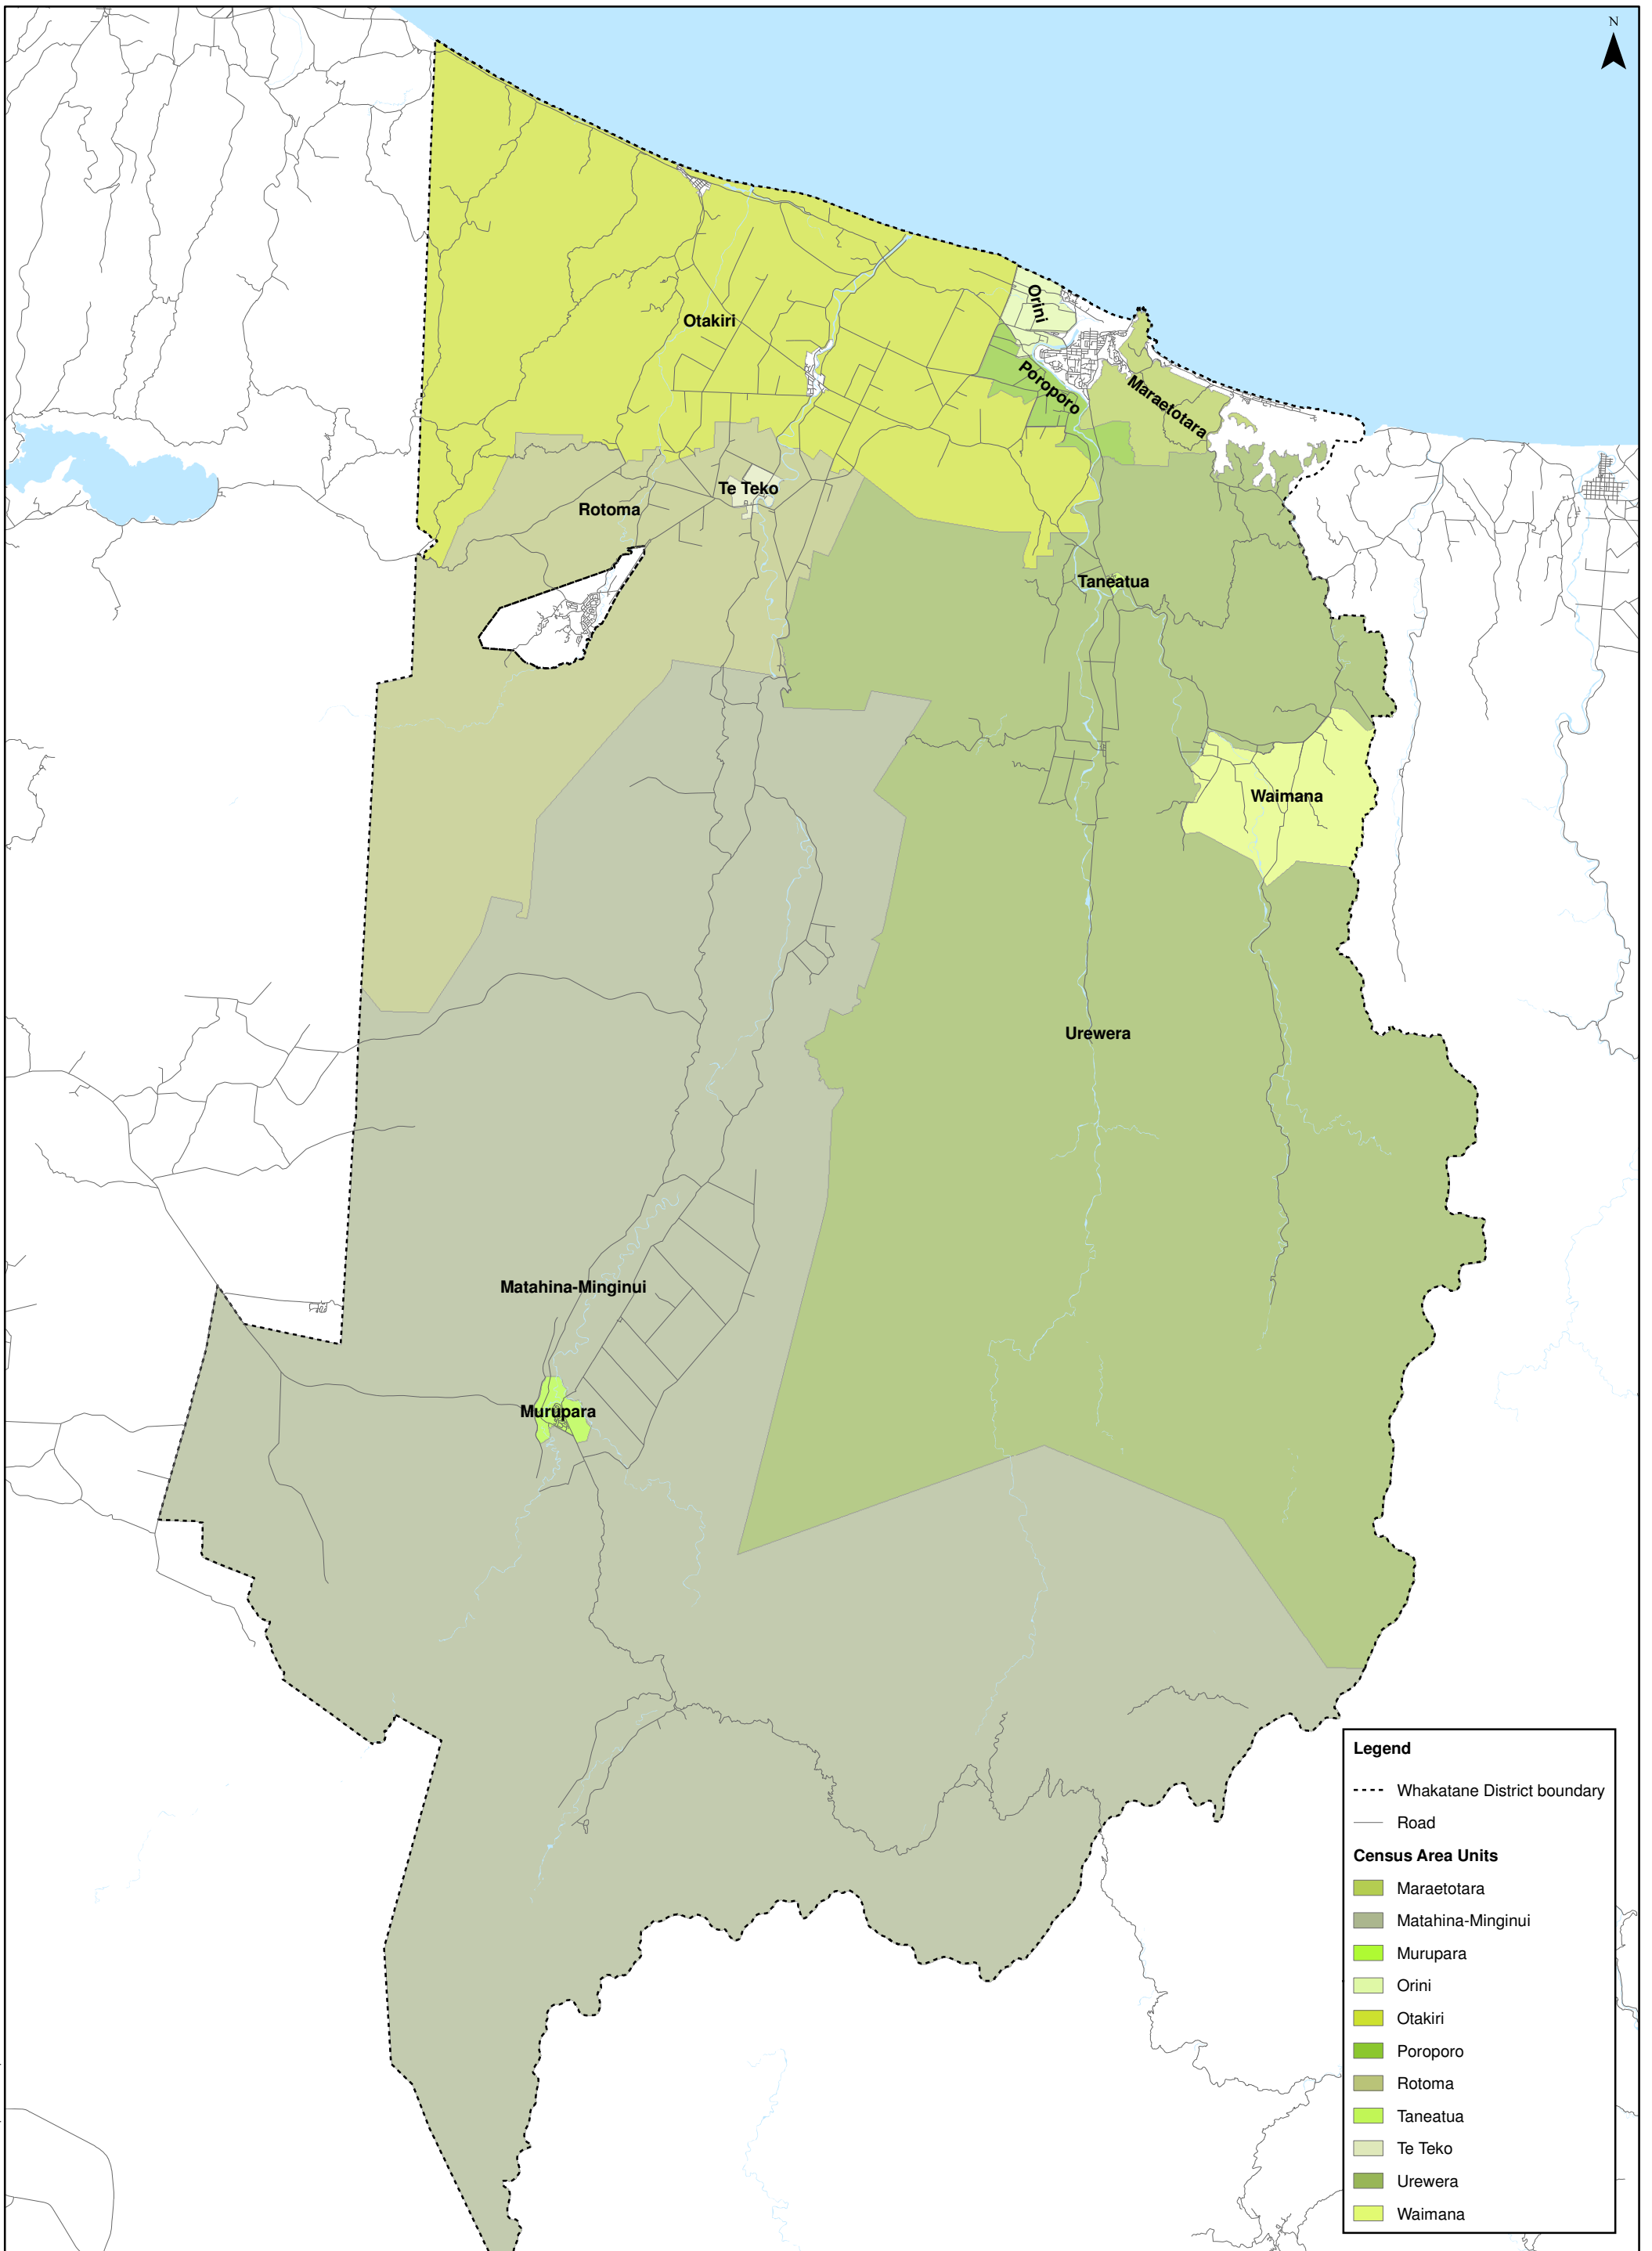 N
Otakiri
Orini
Poroporo
Maraetotara
Te Teko
Rotoma
Taneatua
Waimana
Urewera
Matahina-Minginui
Murupara
Legend
Whakatane District boundary
Road
Census Area Units
Maraetotara
Matahina-Minginui
Murupara
Orini
Otakiri
Poroporo
Rotoma
Taneatua
Te Teko
Urewera
Waimana